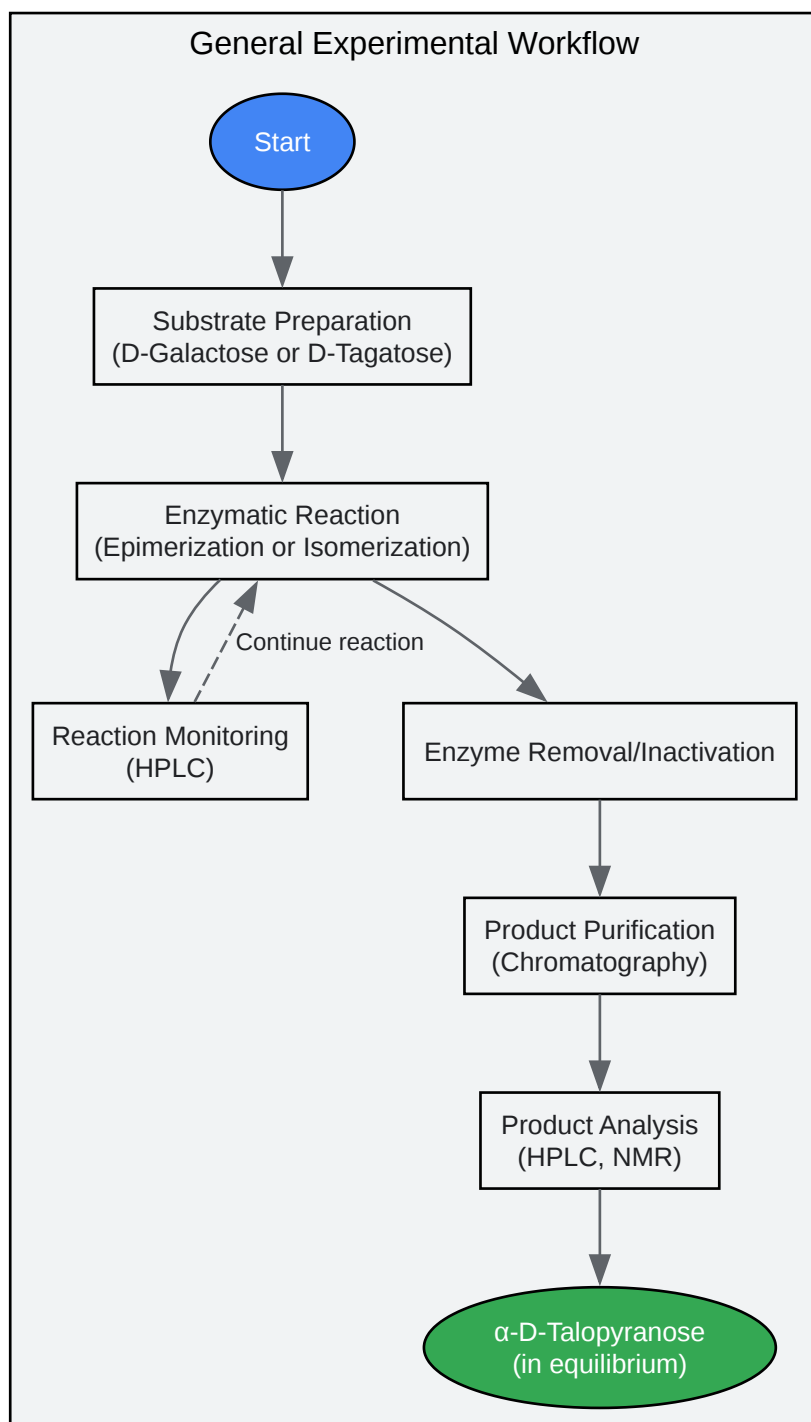 General Experimental Workflow
Start
Substrate Preparation
(D-Galactose or D-Tagatose)
Enzymatic Reaction
(Epimerization or Isomerization)
Continue reaction
Reaction Monitoring
(HPLC)
Enzyme Removal/Inactivation
Product Purification
(Chromatography)
Product Analysis
(HPLC, NMR)
α-D-Talopyranose
(in equilibrium)